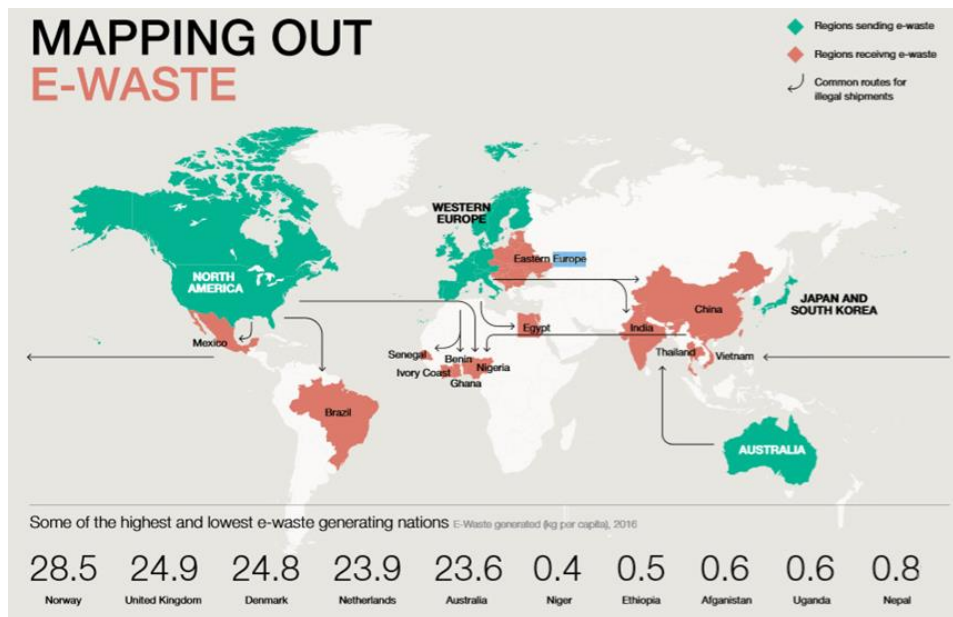 MAPPING OUT
E-WASTE
Regions sending e-waste
Regions receivng e-waste
Common routes for
illegal shipments
WESTERN
EUROPE
Eastern Europe
NORTH
AMERICA
China
JAPAN AND
SOUTH KOREA
Mexico
Egypt
India
Senegal
Benin
Thailand
Vietnam
Ivory Coast
Nigeria
Ghana
Brazil
AUSTRALIA
Some of the highest and lowest e-waste generating nations E-Waste generated (kg per capita), 2016
28.5 24.9 24.8 23.9 23.6 0.4 0.5 0.6 0.6 0.8
Norway United Kingdom Denmark Netherlands Australia Niger Ethiopia Afganistan Uganda Nepal